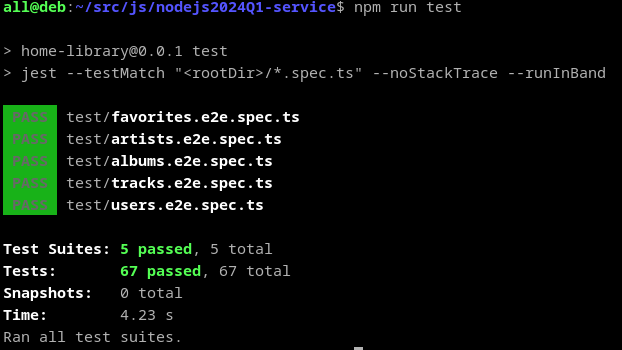 all@deb:~/src/js/nodejs2024Q1-service$ npm run test
> home-library@0.0.1 test
> jest --testMatch "<rootDir>/*.spec.ts" --noStackTrace --runInBand
PASS test/favorites.e2e.spec.ts
PASS test/artists.e2e.spec.ts
PASS test/albums.e2e.spec.ts
PASS test/tracks.e2e.spec.ts
PASS test/users.e2e.spec.ts
Test Suites: 5 passed, 5 total
Tests: 67 passed, 67 total
Snapshots: 0 total
Time: 4.23 s
Ran all test suites.